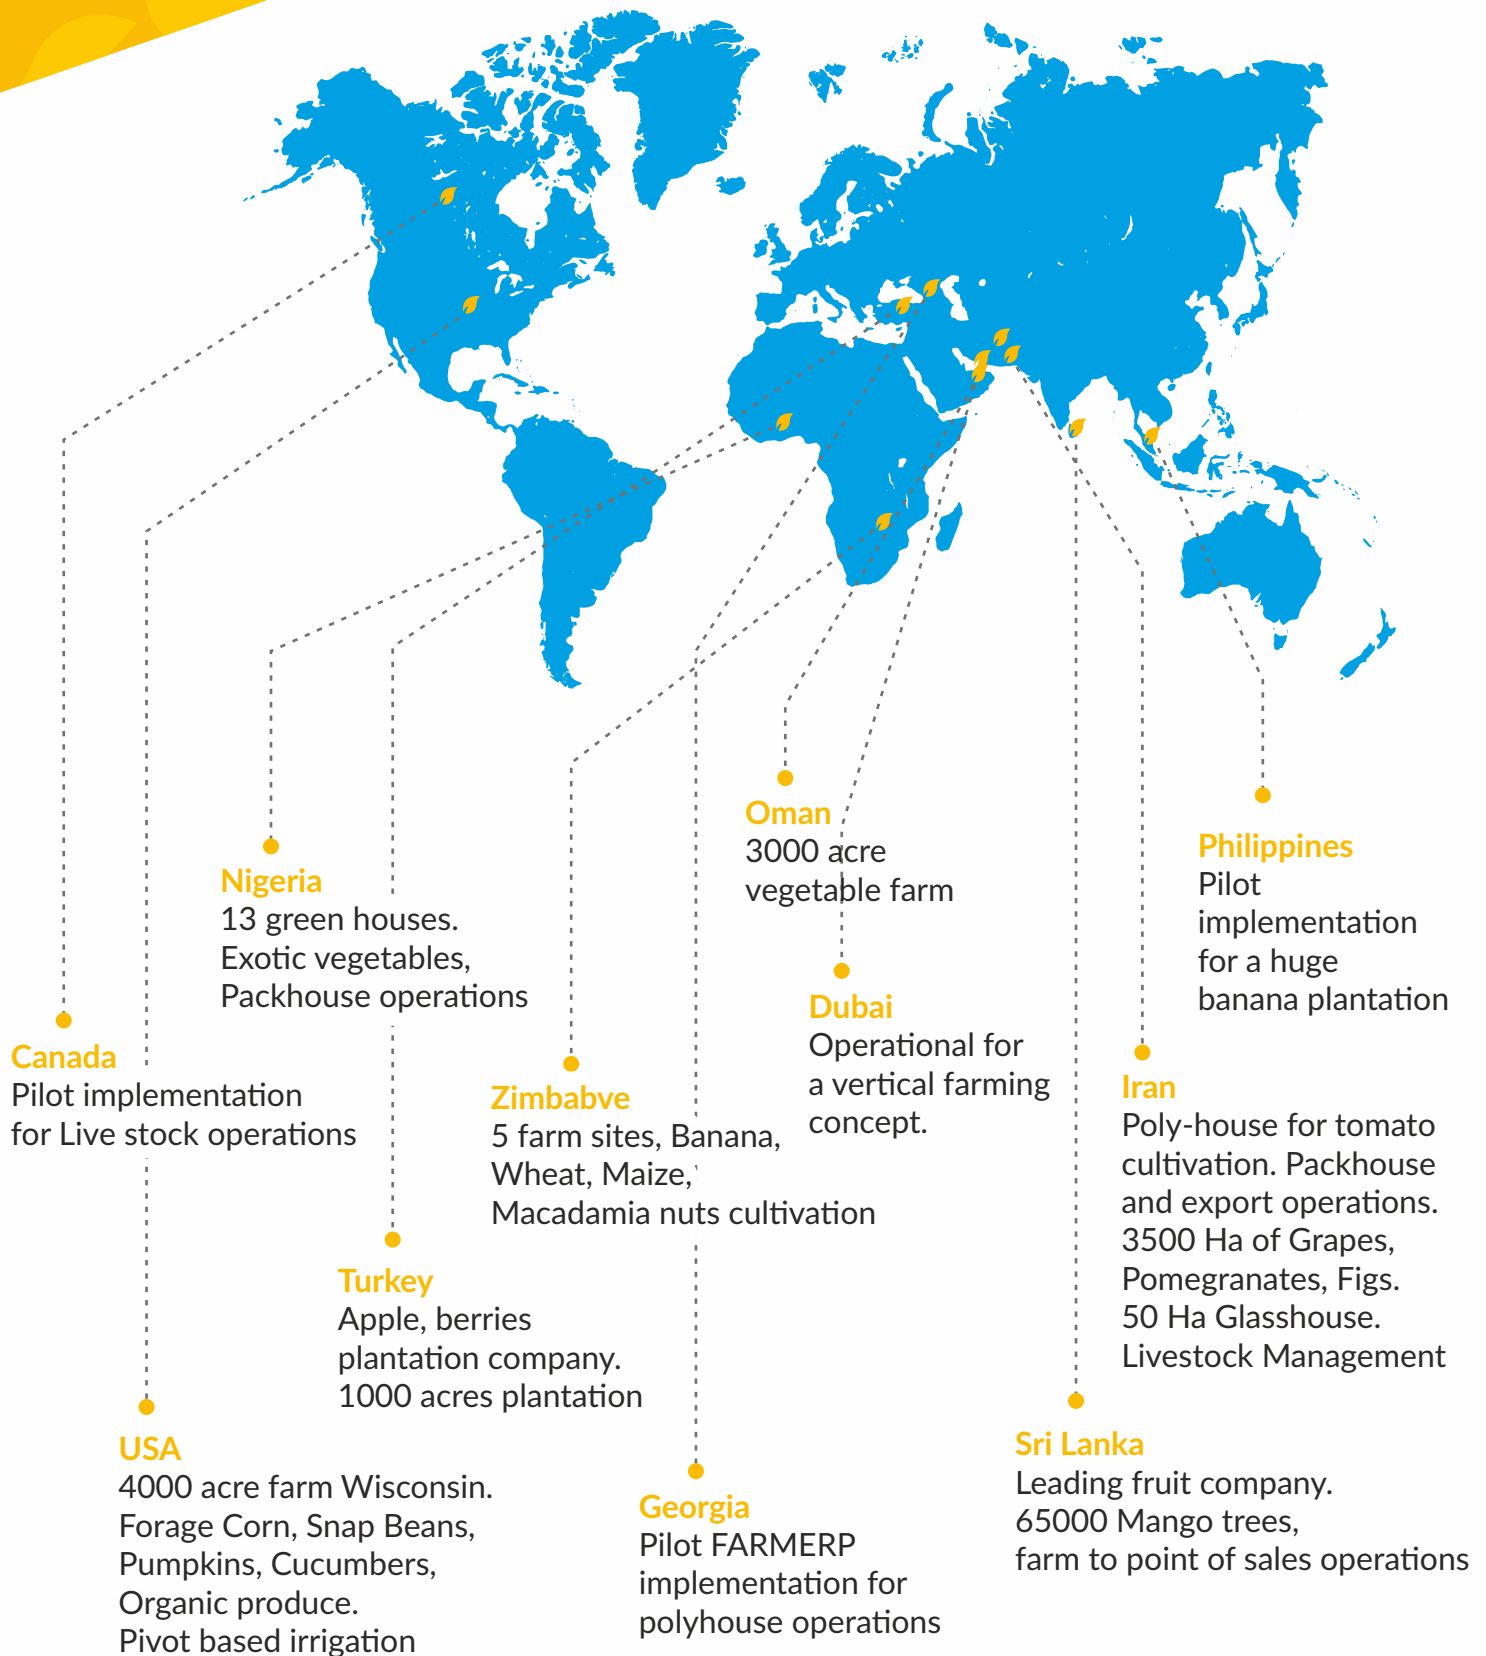 Oman
3000 acre
vegetable farm
Philippines
Pilot
implementation
for a huge
banana plantation
Nigeria
13 green houses.
Exotic vegetables,
Packhouse operations
Dubai
Operational for
a vertical farming
concept.
Canada
Pilot implementation
for Live stock operations
Zimbabve
5 farm sites, Banana,
Wheat, Maize,
Macadamia nuts cultivation
Iran
Poly-house for tomato
cultivation. Packhouse
and export operations.
3500 Ha of Grapes,
Pomegranates, Figs.
50 Ha Glasshouse.
Livestock Management
Turkey
Apple, berries
plantation company.
1000 acres plantation
USA
4000 acre farm Wisconsin.
Forage Corn, Snap Beans,
Pumpkins, Cucumbers,
Organic produce.
Pivot based irrigation
Georgia
Pilot FARMERP
implementation for
polyhouse operations
Sri Lanka
Leading fruit company.
65000 Mango trees,
farm to point of sales operations